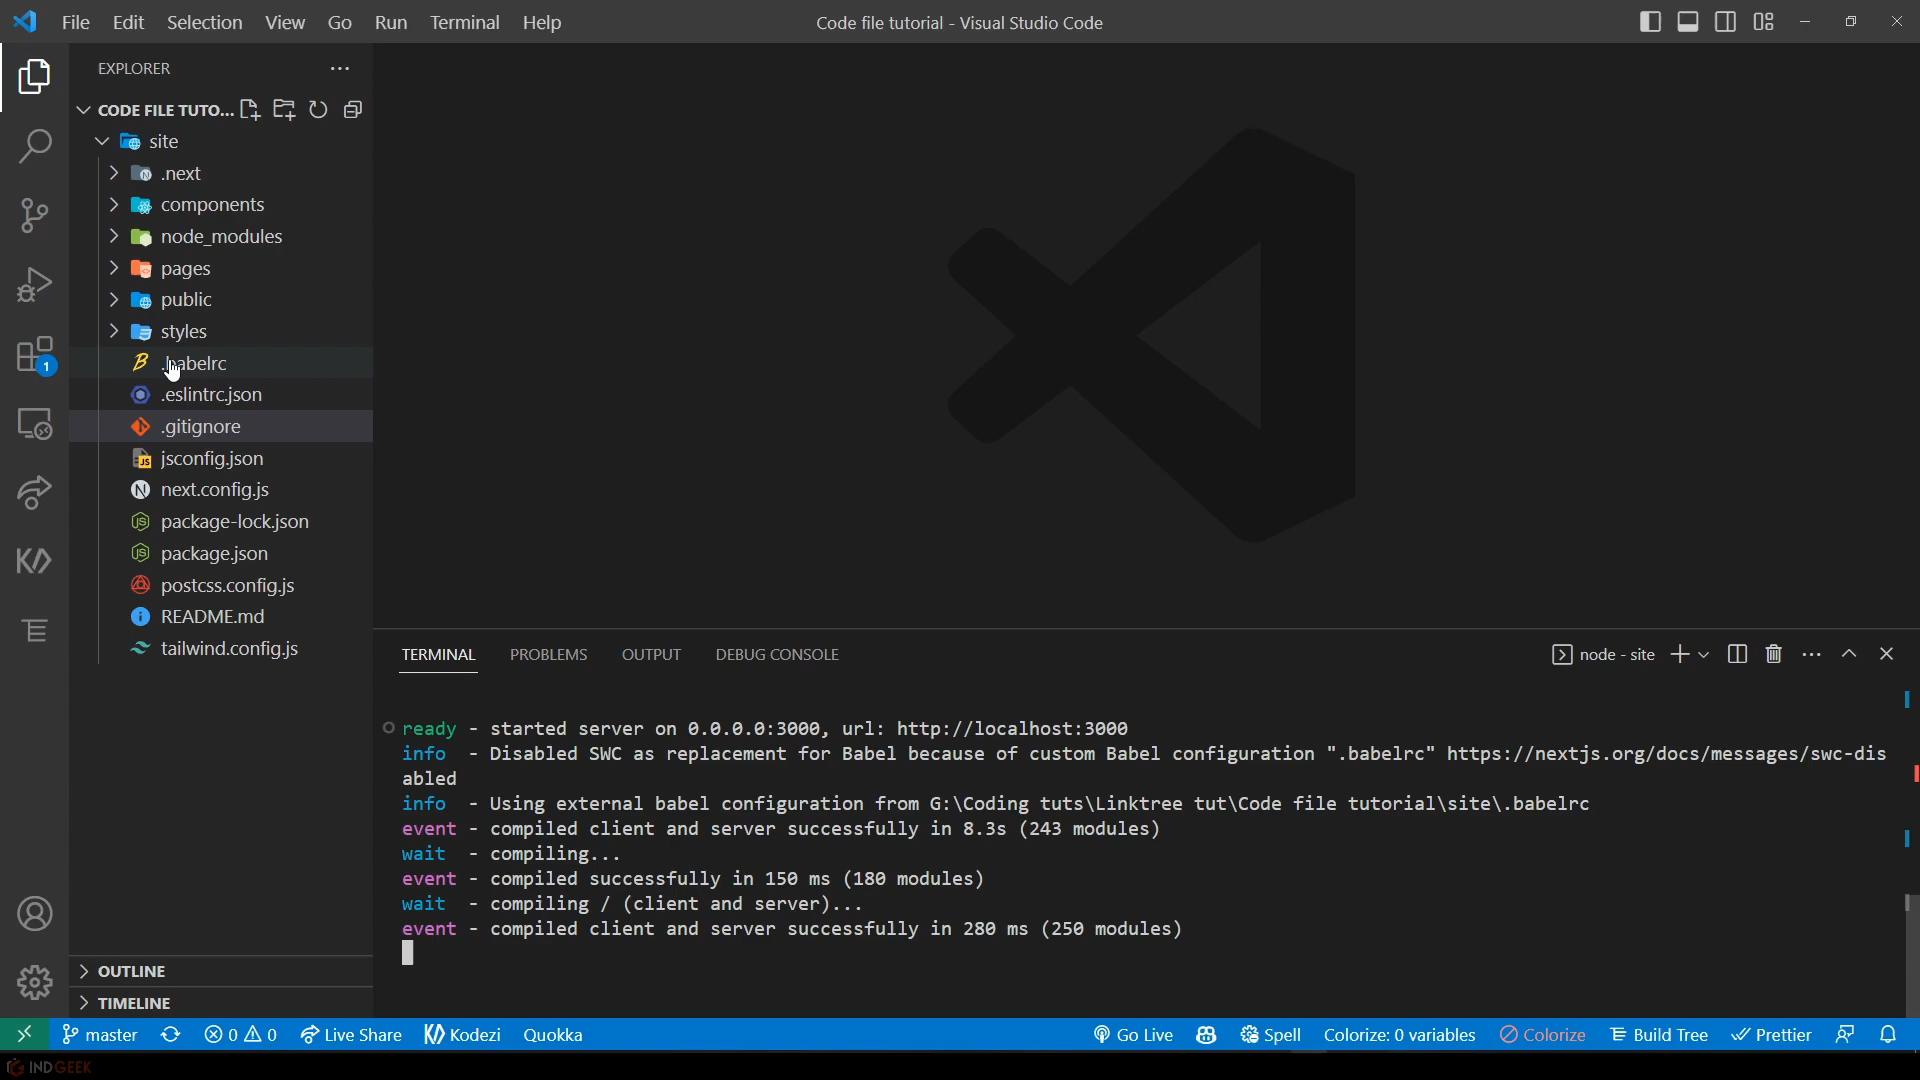 File Edit Selection View Go Run Terminal Help
Code file tutorial - Visual Studio Code
EXPLORER
CODE FILE TUTO...
site
.next
components
node_modules
pages
public
styles
.babelrc
.eslintrc.json
.gitignore
jsconfig.json
next.config.js
package-lock.json
package.json
postcss.config.js
README.md
tailwind.config.js
OUTLINE
TIMELINE
1
TERMINAL PROBLEMS OUTPUT DEBUG CONSOLE
node - site
ready - started server on 0.0.0.0:3000, url: http://localhost:3000
info - Disabled SWC as replacement for Babel because of custom Babel configuration ".babelrc" https://nextjs.org/docs/messages/swc-dis
abled
info - Using external babel configuration from G:\Coding tuts\Linktree tut\Code file tutorial\site\.babelrc
event - compiled client and server successfully in 8.3s (243 modules)
wait - compiling...
event - compiled successfully in 150 ms (180 modules)
wait - compiling / (client and server)...
event - compiled client and server successfully in 280 ms (250 modules)
master 0 0 Live Share Kodezi Quokka Go Live Spell Colorize: 0 variables Colorize Build Tree Prettier
INDGEEK